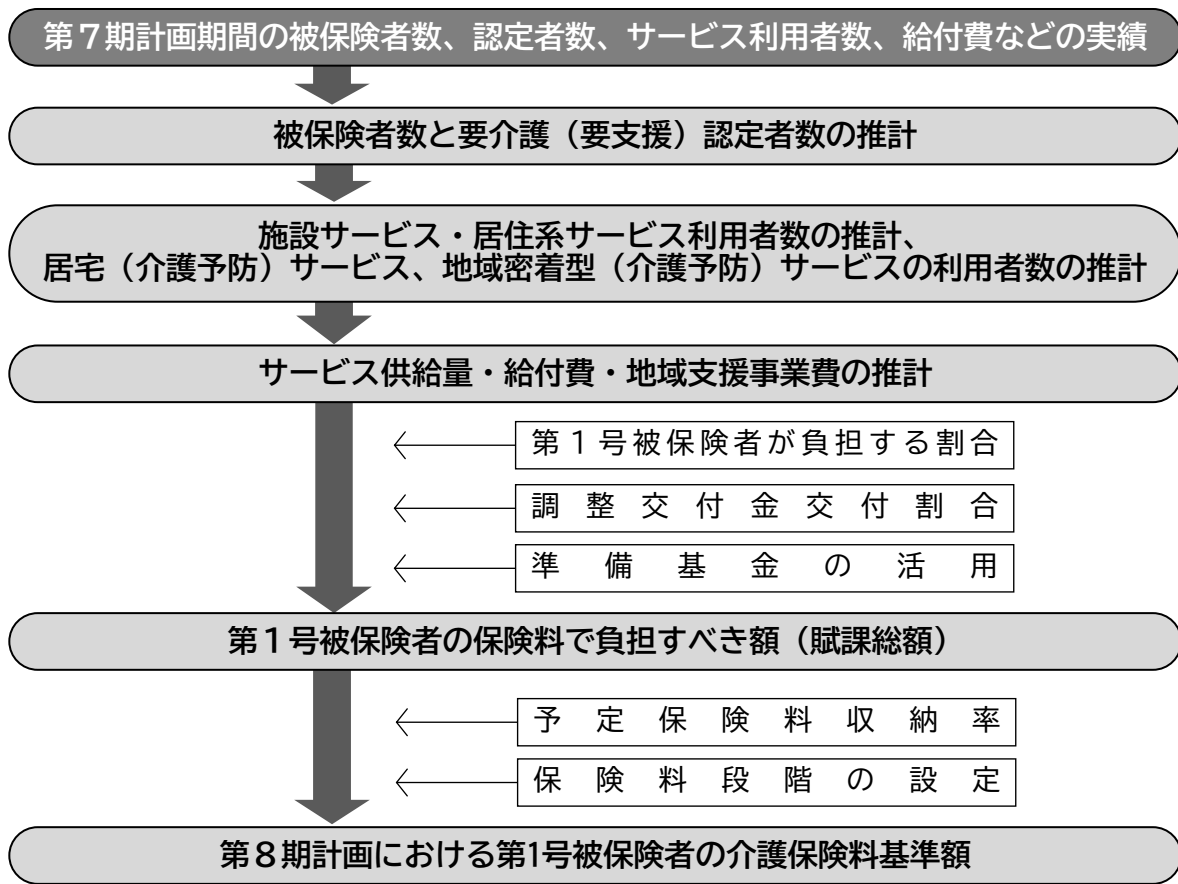 第７期計画期間の被保険者数、認定者数、サービス利用者数、給付費などの実績
被保険者数と要介護（要支援）認定者数の推計
施設サービス・居住系サービス利用者数の推計、
居宅（介護予防）サービス、地域密着型（介護予防）サービスの利用者数の推計
サービス供給量・給付費・地域支援事業費の推計
第１号被保険者が負担する割合
調整交付金交付割合
準備基金の活用
第１号被保険者の保険料で負担すべき額（賦課総額）
予定保険料収納率
保険料段階の設定
第８期計画における第1号被保険者の介護保険料基準額